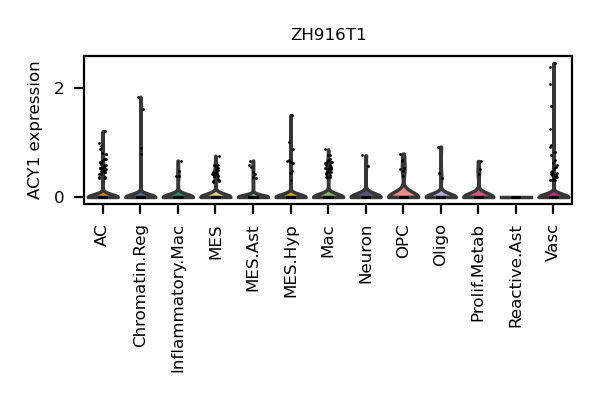 ZH916T1
ACY1 expression
2
0
AC
Chromatin.Reg
Inflammatory.Mac
MES
MES.Ast
MES.Hyp
Mac
Neuron
OPC
Oligo
Prolif.Metab
Reactive.Ast
Vasc